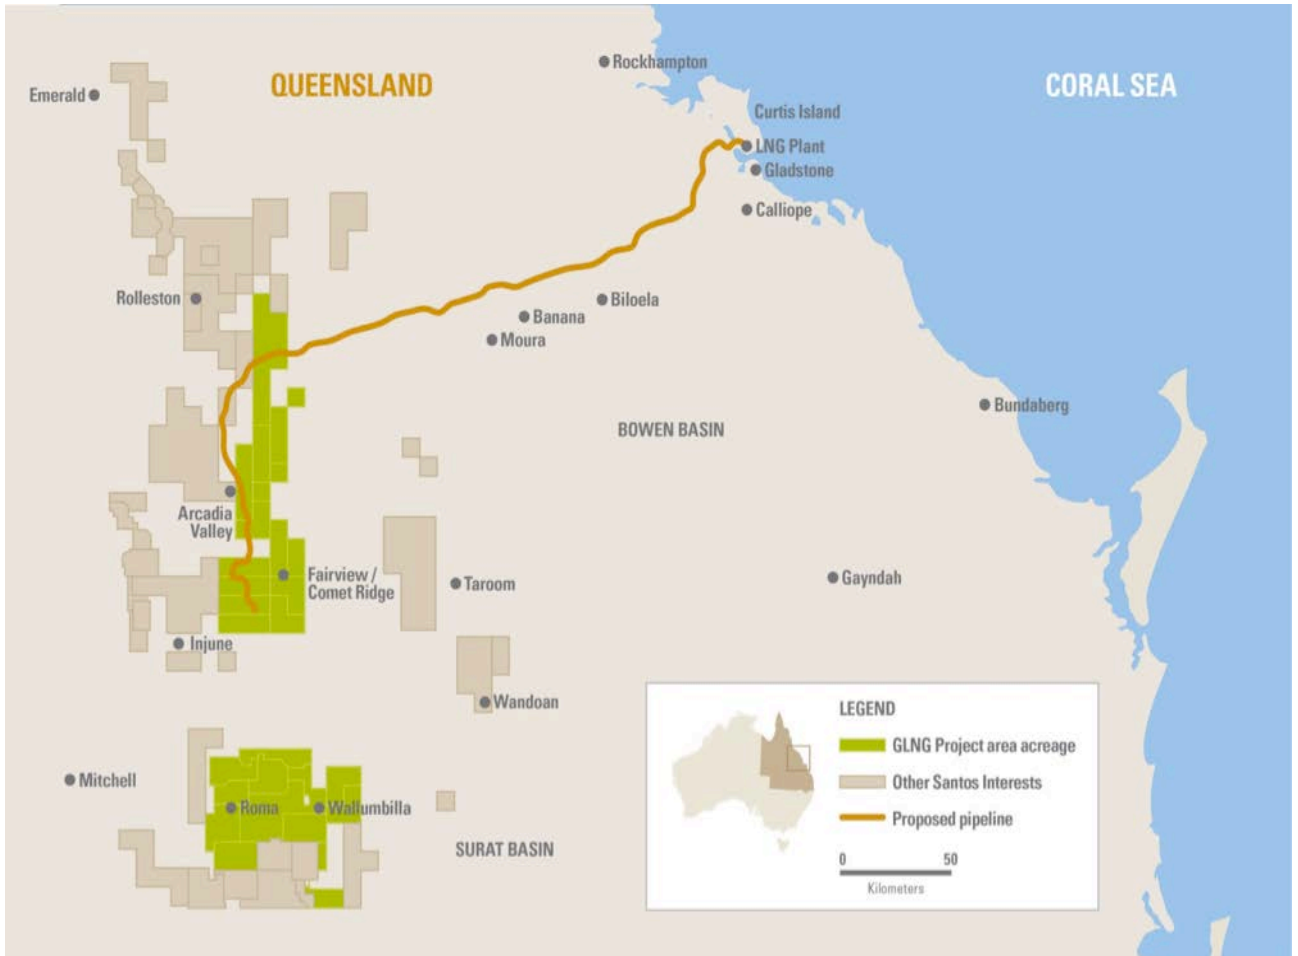 Rockhampton
QUEENSLAND
CORAL SEA
Emerald
Curtis Island
LNG Plant
Gladstone
Calliope
Rolleston
Biloela
Banana
Moura
Bundaberg
BOWEN BASIN
Arcadia
Valley
Fairview /
Comet Ridge
Taroom
Gayndah
Injune
Wandoan
Mitchell
Roma
Wallumbilla
SURAT BASIN
LEGEND
GLNG Project area acreage
Other Santos Interests
Proposed pipeline
0 50
Kilometers